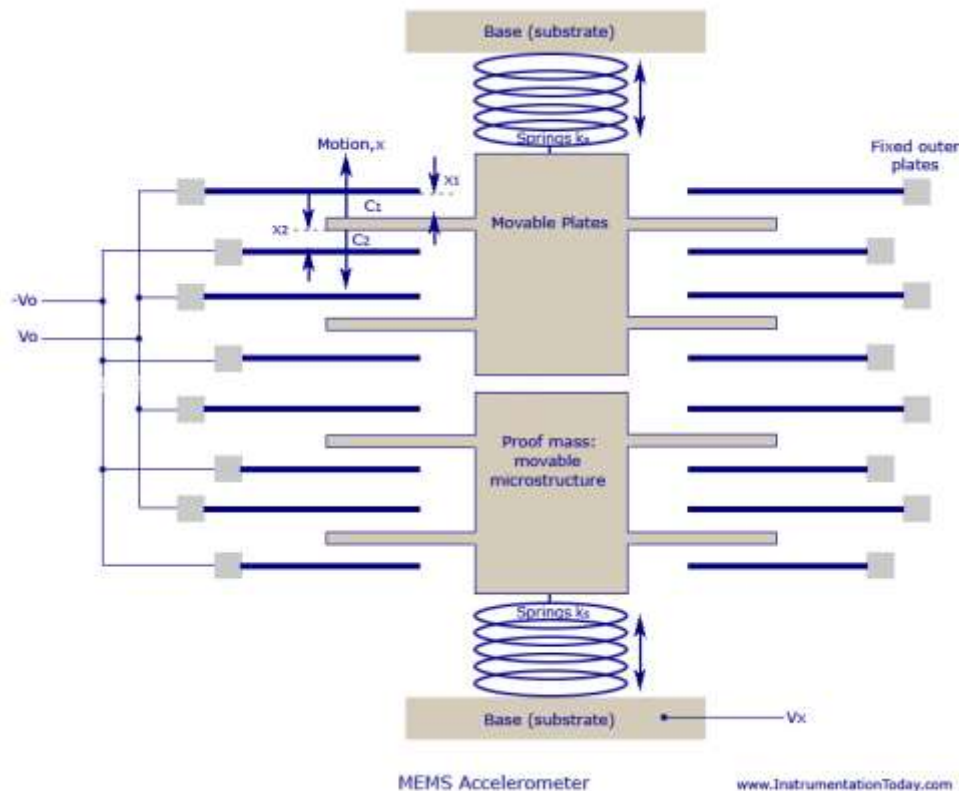 Base (substrate)
Springs ks
Motion,x
Fixed outer
plates
x1
C1
Movable Plates
x2
C2
-Vo
Vo
Proof mass:
movable
microstructure
Springs ks
Base (substrate)
Vx
MEMS Accelerometer
www.InstrumentationToday.com